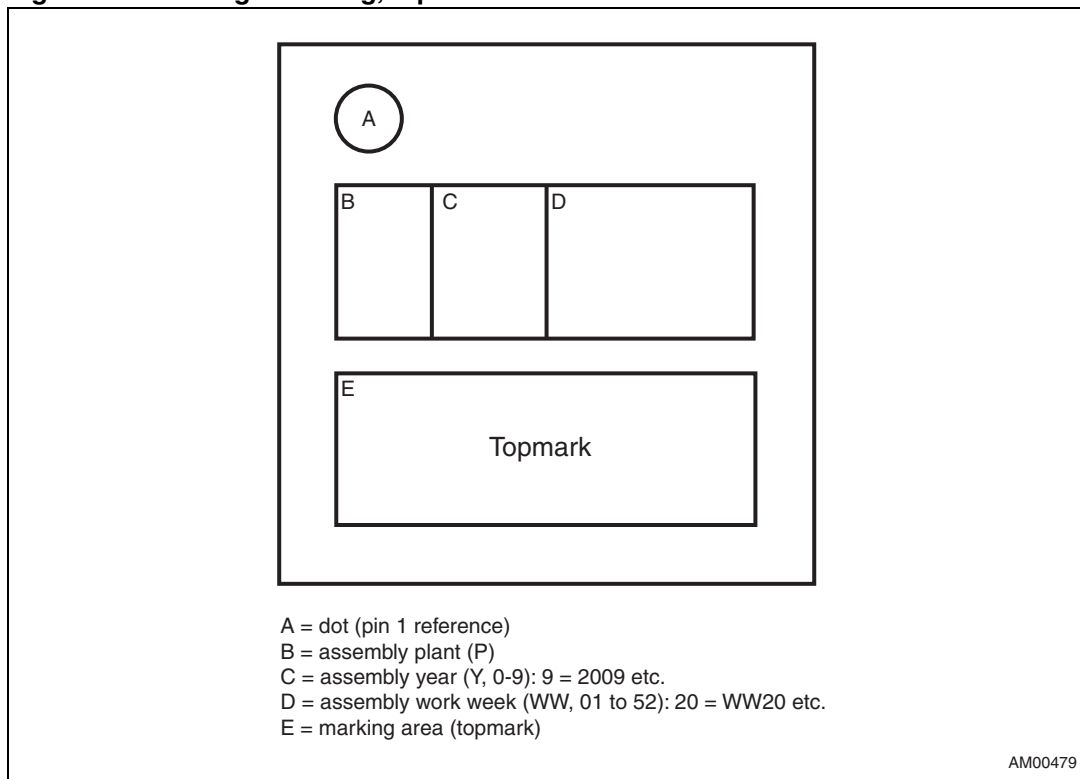 A
B C D
E
Topmark
A = dot (pin 1 reference)
B = assembly plant (P)
C = assembly year (Y, 0-9): 9 = 2009 etc.
D = assembly work week (WW, 01 to 52): 20 = WW20 etc.
E = marking area (topmark)
AM00479